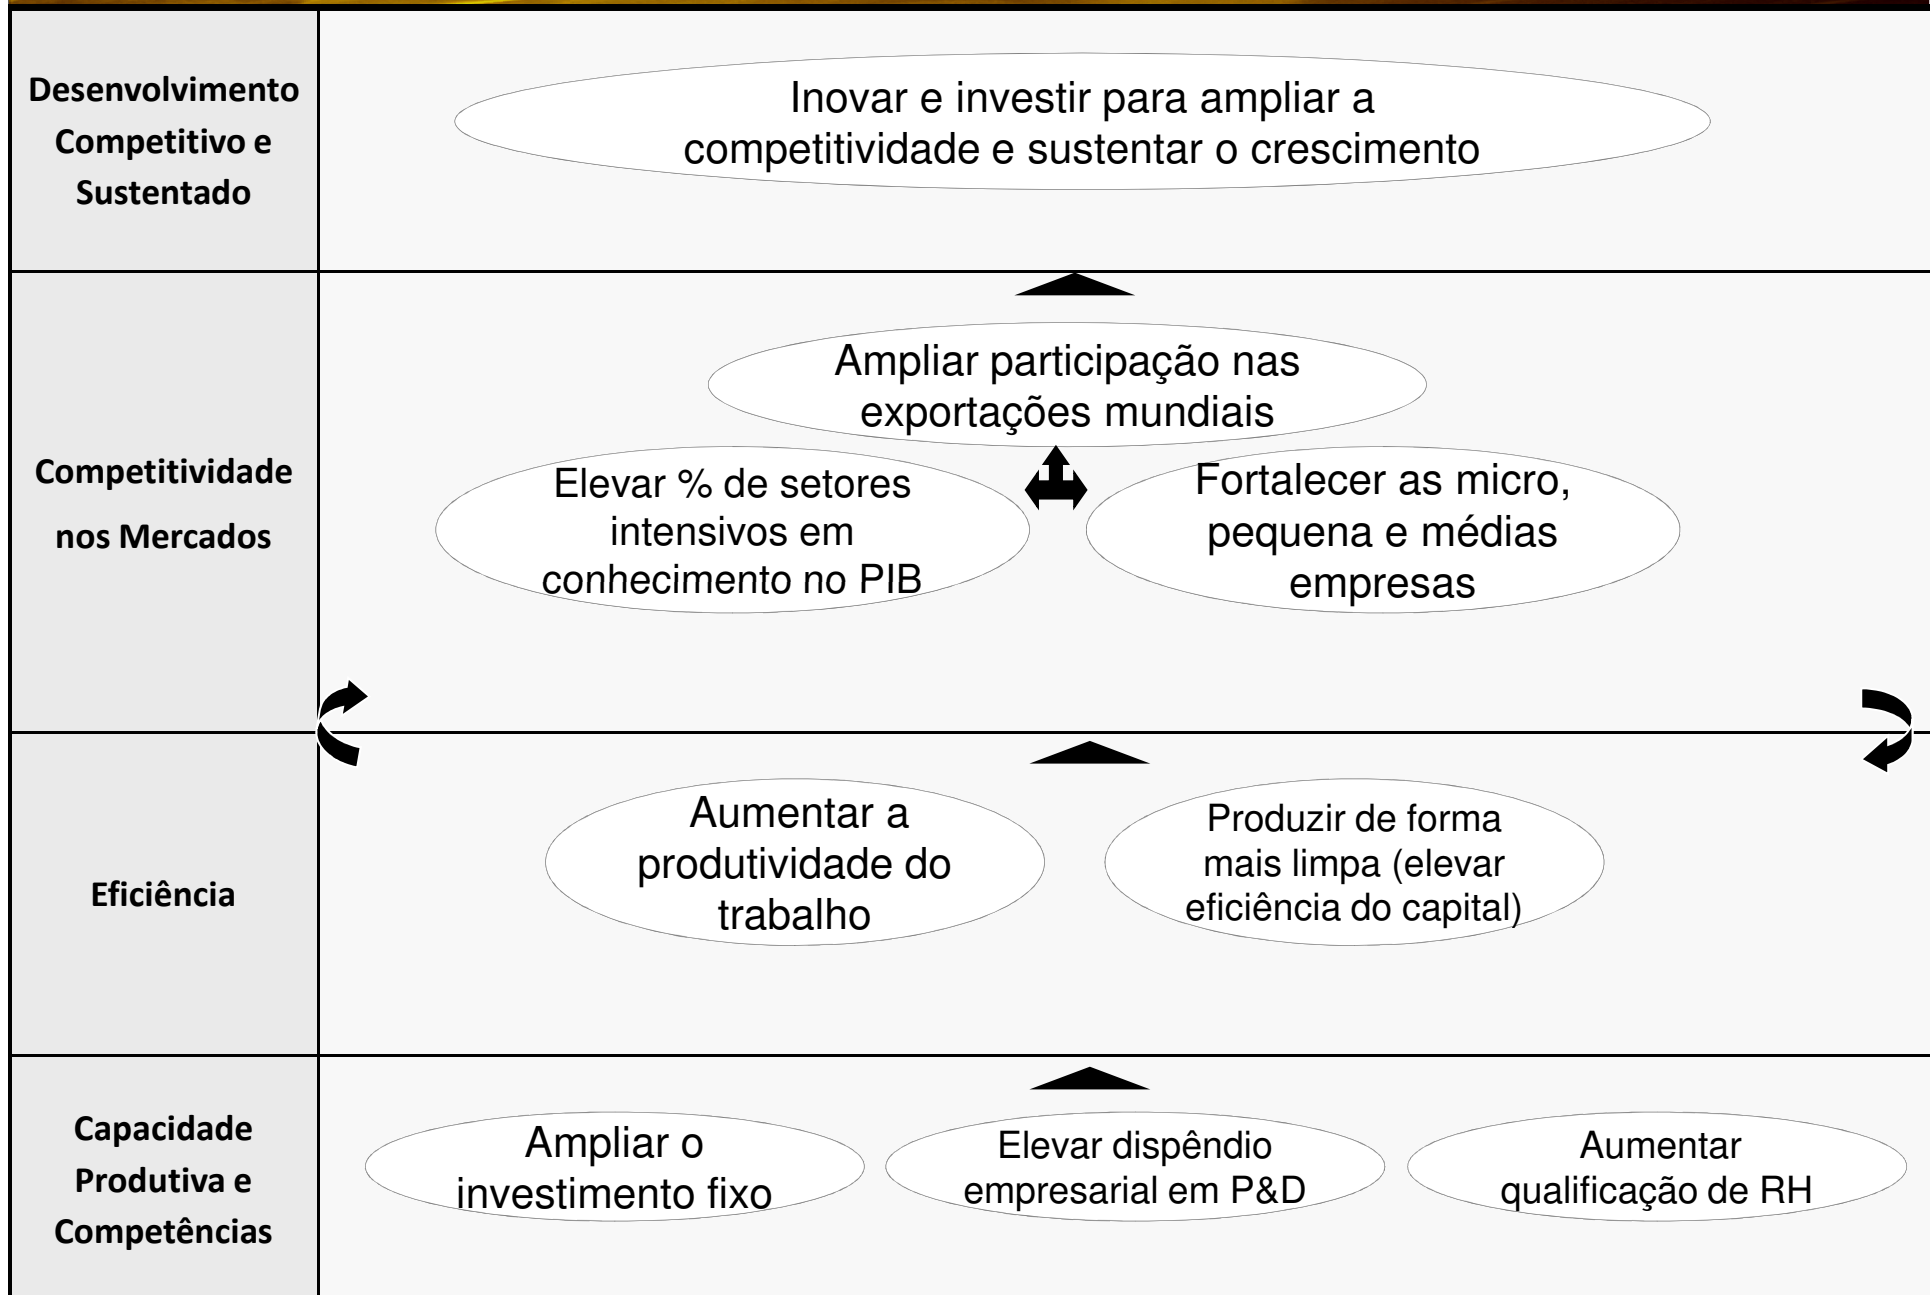 Desenvolvimento
Competitivo e
Sustentado
Inovar e investir para ampliar a
competitividade e sustentar o crescimento
Competitividade
nos Mercados
Ampliar participação nas
exportações mundiais
Elevar % de setores
intensivos em
conhecimento no PIB
Fortalecer as micro,
pequena e médias
empresas
Eficiência
Aumentar a
produtividade do
trabalho
Produzir de forma
mais limpa (elevar
eficiência do capital)
Capacidade
Produtiva e
Competências
Ampliar o
investimento fixo
Elevar dispêndio
empresarial em P&D
Aumentar
qualificação de RH